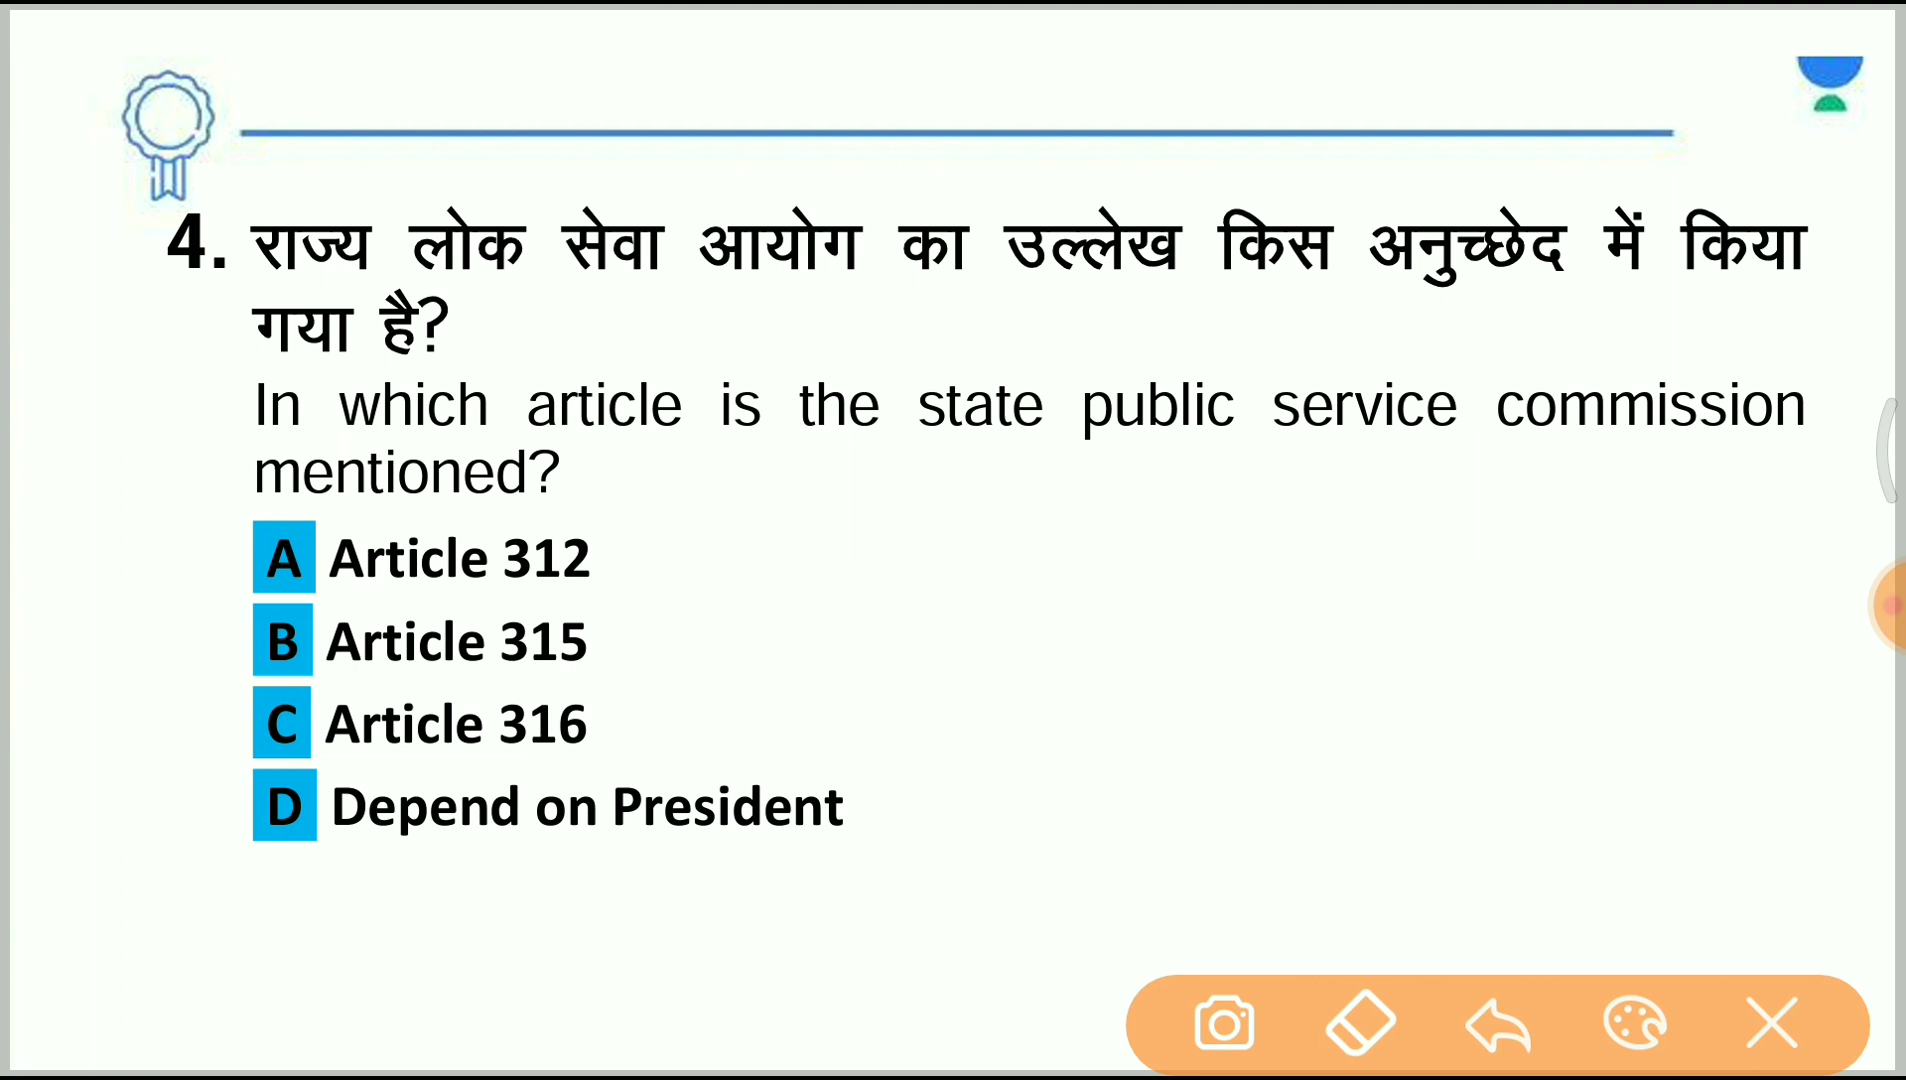 4. राज्य लोक सेवा आयोग का उल्लेख किस अनुच्छेद में किया
गया है?
In which article is the state public service commission
mentioned?
A Article 312
B Article 315
C Article 316
D Depend on President